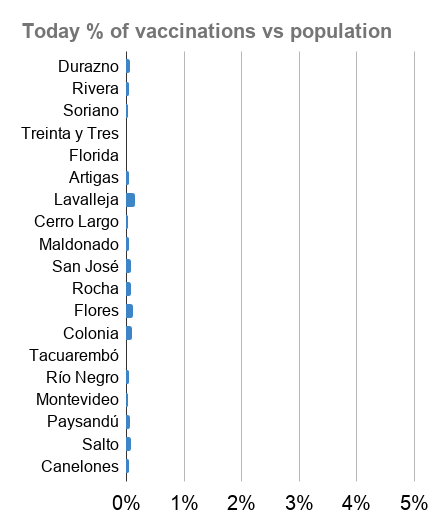 Today % of vaccinations vs population
Durazno
Rivera
Soriano
Treinta y Tres
Florida
Artigas
Lavalleja
Cerro Largo
Maldonado
San José
Rocha
Flores
Colonia
Tacuarembó
Río Negro
Montevideo
Paysandú
Salto
Canelones
0% 1% 2% 3% 4% 5%